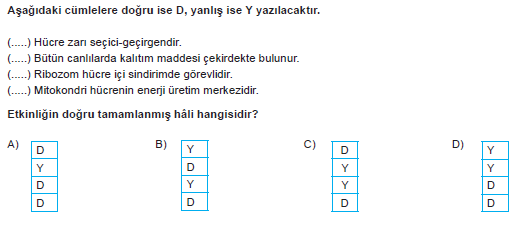 Aşağıdaki cümlelere doğru ise D, yanlış ise Y yazılacaktır.
(.....) Hücre zarı seçici-geçirgendir.
(.....) Bütün canlılarda kalıtım maddesi çekirdekte bulunur.
(.....) Ribozom hücre içi sindirimde görevlidir.
(.....) Mitokondri hücrenin enerji üretim merkezidir.
Etkinliğin doğru tamamlanmış hâli hangisidir?
A) B) C) D)
D Y D Y
Y D Y Y
D Y Y D
D D D D